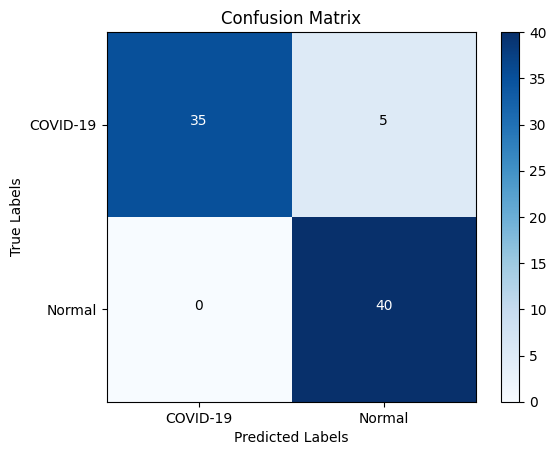 Confusion Matrix
True Labels
COVID-19
Normal
35
5
0
40
COVID-19
Normal
Predicted Labels
40
35
30
25
20
15
10
5
0